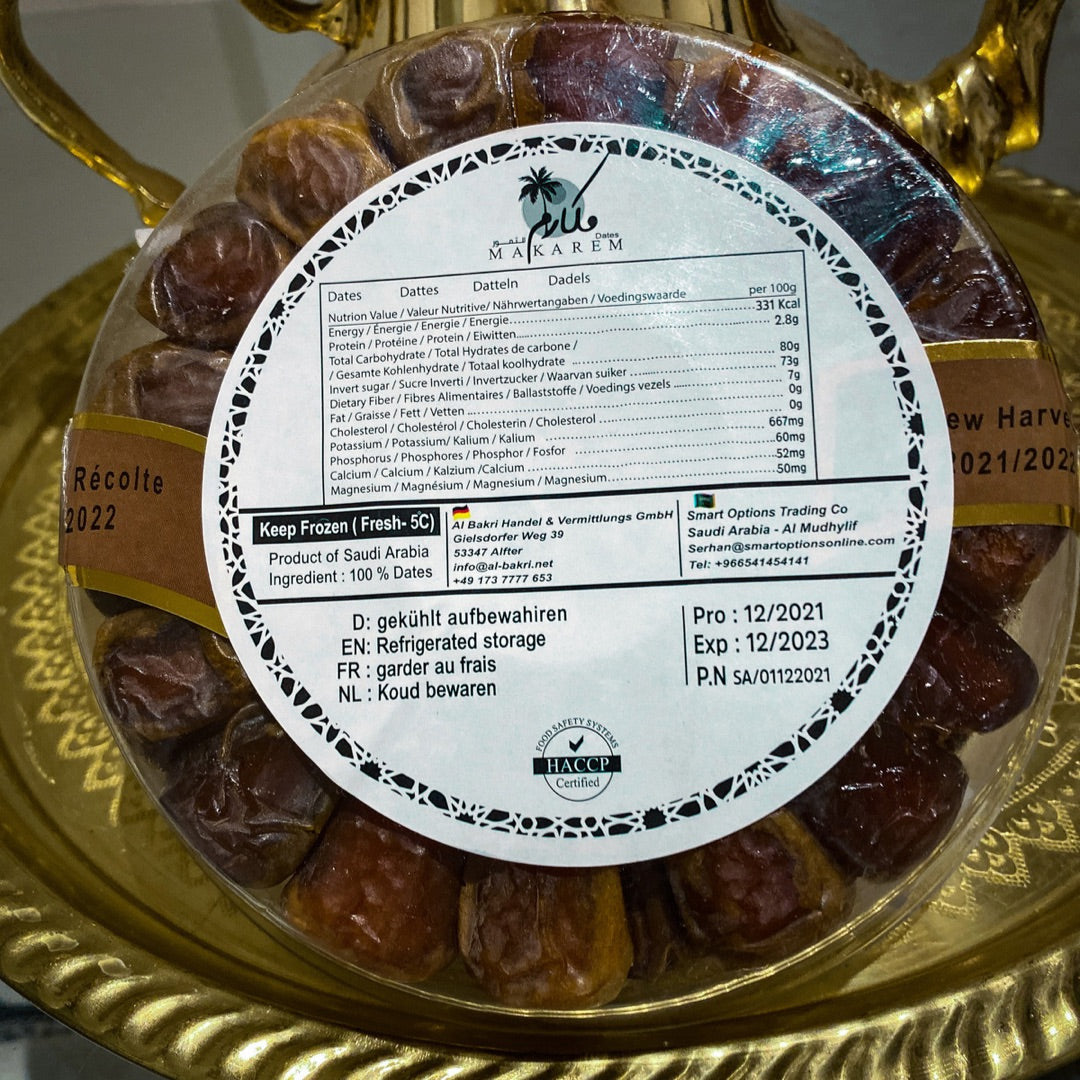 مكارم
للتمور
Dates
MAKAREM
Dates Dattes Datteln Dadels
Nutrion Value / Valeur Nutritive/ Nährwertangaben / Voedingswaarde per 100g
Energy / Énergie / Energie / Energie 331 Kcal
Protein / Protéine / Protein / Eiwitten 2.8g
Total Carbohydrate / Total Hydrates de carbone /
/ Gesamte Kohlenhydrate / Totaal koolhydrate 80g
Invert sugar / Sucre Inverti / Invertzucker / Waarvan suiker 73g
Dietary Fiber / Fibres Alimentaires / Ballaststoffe / Voedings vezels 7g
Fat / Graisse / Fett / Vetten 0g
Cholesterol / Cholestérol / Cholesterin / Cholesterol 0g
Potassium / Potassium/ Kalium / Kalium 667mg
Phosphorus / Phosphores / Phosphor / Fosfor 60mg
Calcium / Calcium / Kalzium /Calcium 52mg
Magnesium / Magnésium / Magnesium / Magnesium 50mg
Récolte
2022
ew Harve
2021/202
Keep Frozen ( Fresh- 5℃)
Product of Saudi Arabia
Ingredient : 100 % Dates
Al Bakri Handel & Vermittlungs GmbH
Gielsdorfer Weg 39
53347 Alfter
info@al-bakri.net
+49 173 7777 653
Smart Options Trading Co
Saudi Arabia - Al Mudhylif
Serhan@smartoptionsonline.com
Tel: +966541454141
D: gekühlt aufbewahiren
EN: Refrigerated storage
FR : garder au frais
NL : Koud bewaren
Pro : 12/2021
Exp : 12/2023
P.N SA/01122021
FOOD SAFETY SYSTEMS
HACCP
Certified